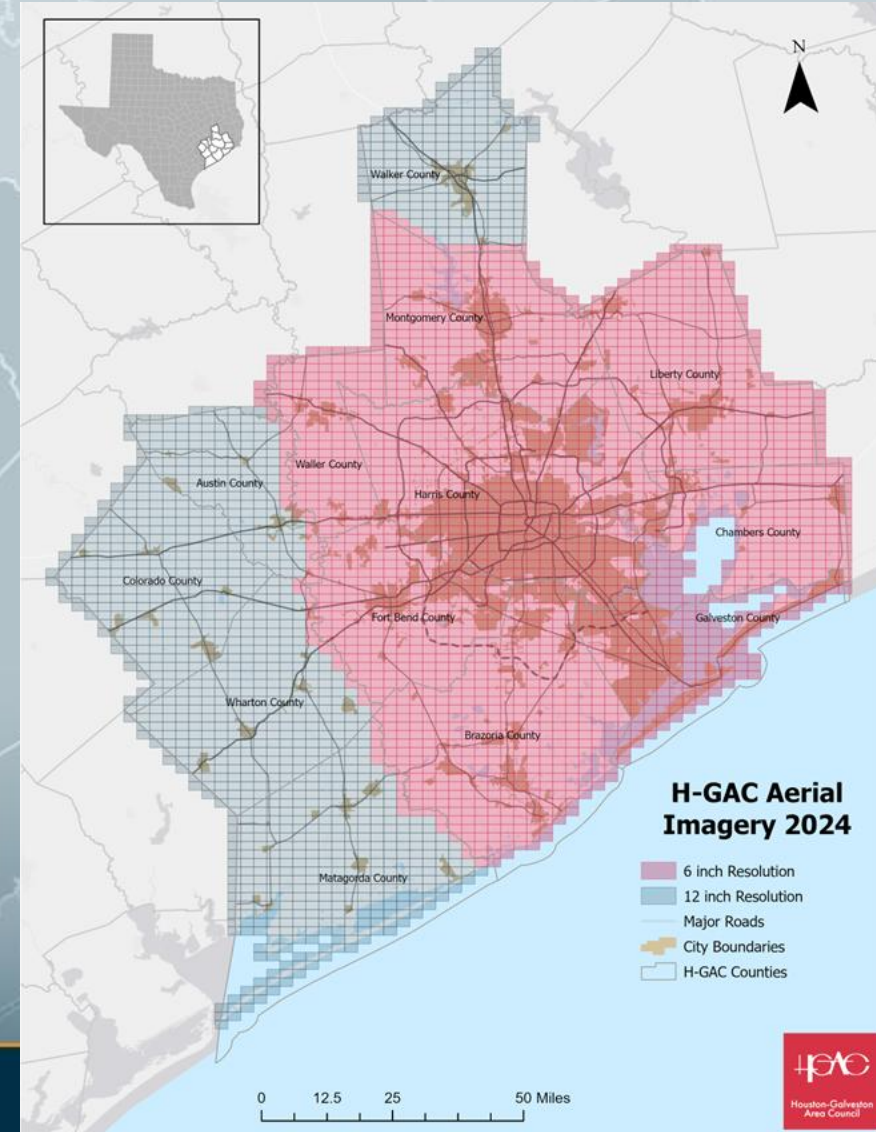 N
Walker County
Montgomery County
Liberty County
Waller County
Austin County
Harris County
Chambers County
Colorado County
Fort Bend County
Galveston County
Wharton County
Brazoria County
Matagorda County
H-GAC Aerial
Imagery 2024
6 inch Resolution
12 inch Resolution
Major Roads
City Boundaries
H-GAC Counties
0 12.5 25 50 Miles
HGAC
Houston-Galveston
Area Council